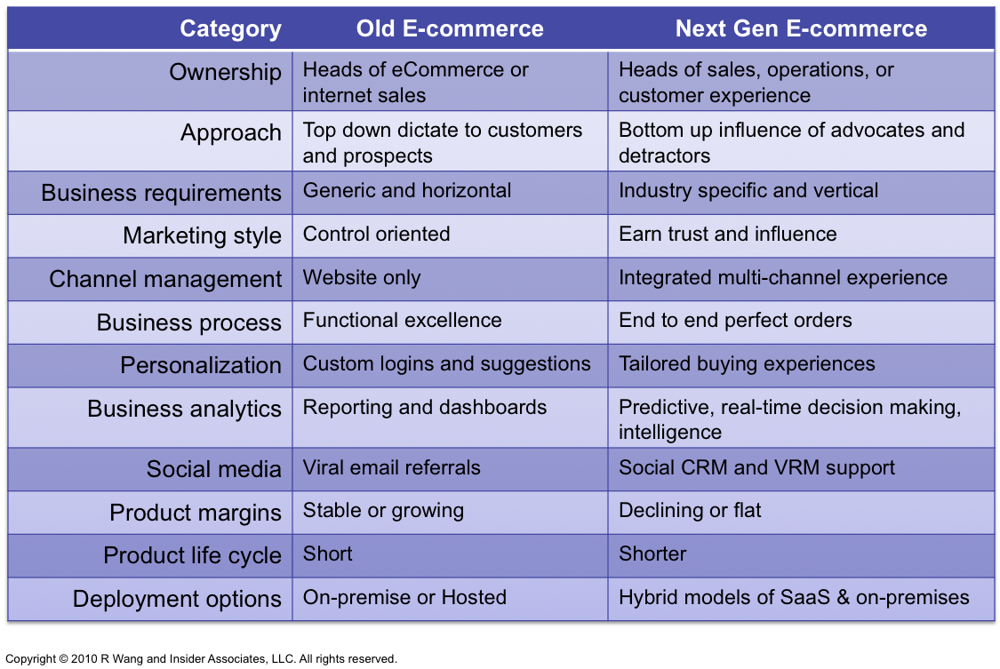 Category Old E-commerce Next Gen E-commerce
Ownership Heads of eCommerce or Heads of sales, operations, or
internet sales customer experience
Approach Top down dictate to customers Bottom up influence of advocates and
and prospects detractors
Business requirements Generic and horizontal Industry specific and vertical
Marketing style Control oriented Earn trust and influence
Channel management Website only Integrated multi-channel experience
Business process Functional excellence End to end perfect orders
Personalization Custom logins and suggestions Tailored buying experiences
Business analytics Reporting and dashboards Predictive, real-time decision making,
intelligence
Social media Viral email referrals Social CRM and VRM support
Product margins Stable or growing Declining or flat
Product life cycle Short Shorter
Deployment options On-premise or Hosted Hybrid models of SaaS & on-premises
Copyright © 2010 R Wang and Insider Associates, LLC. All rights reserved.